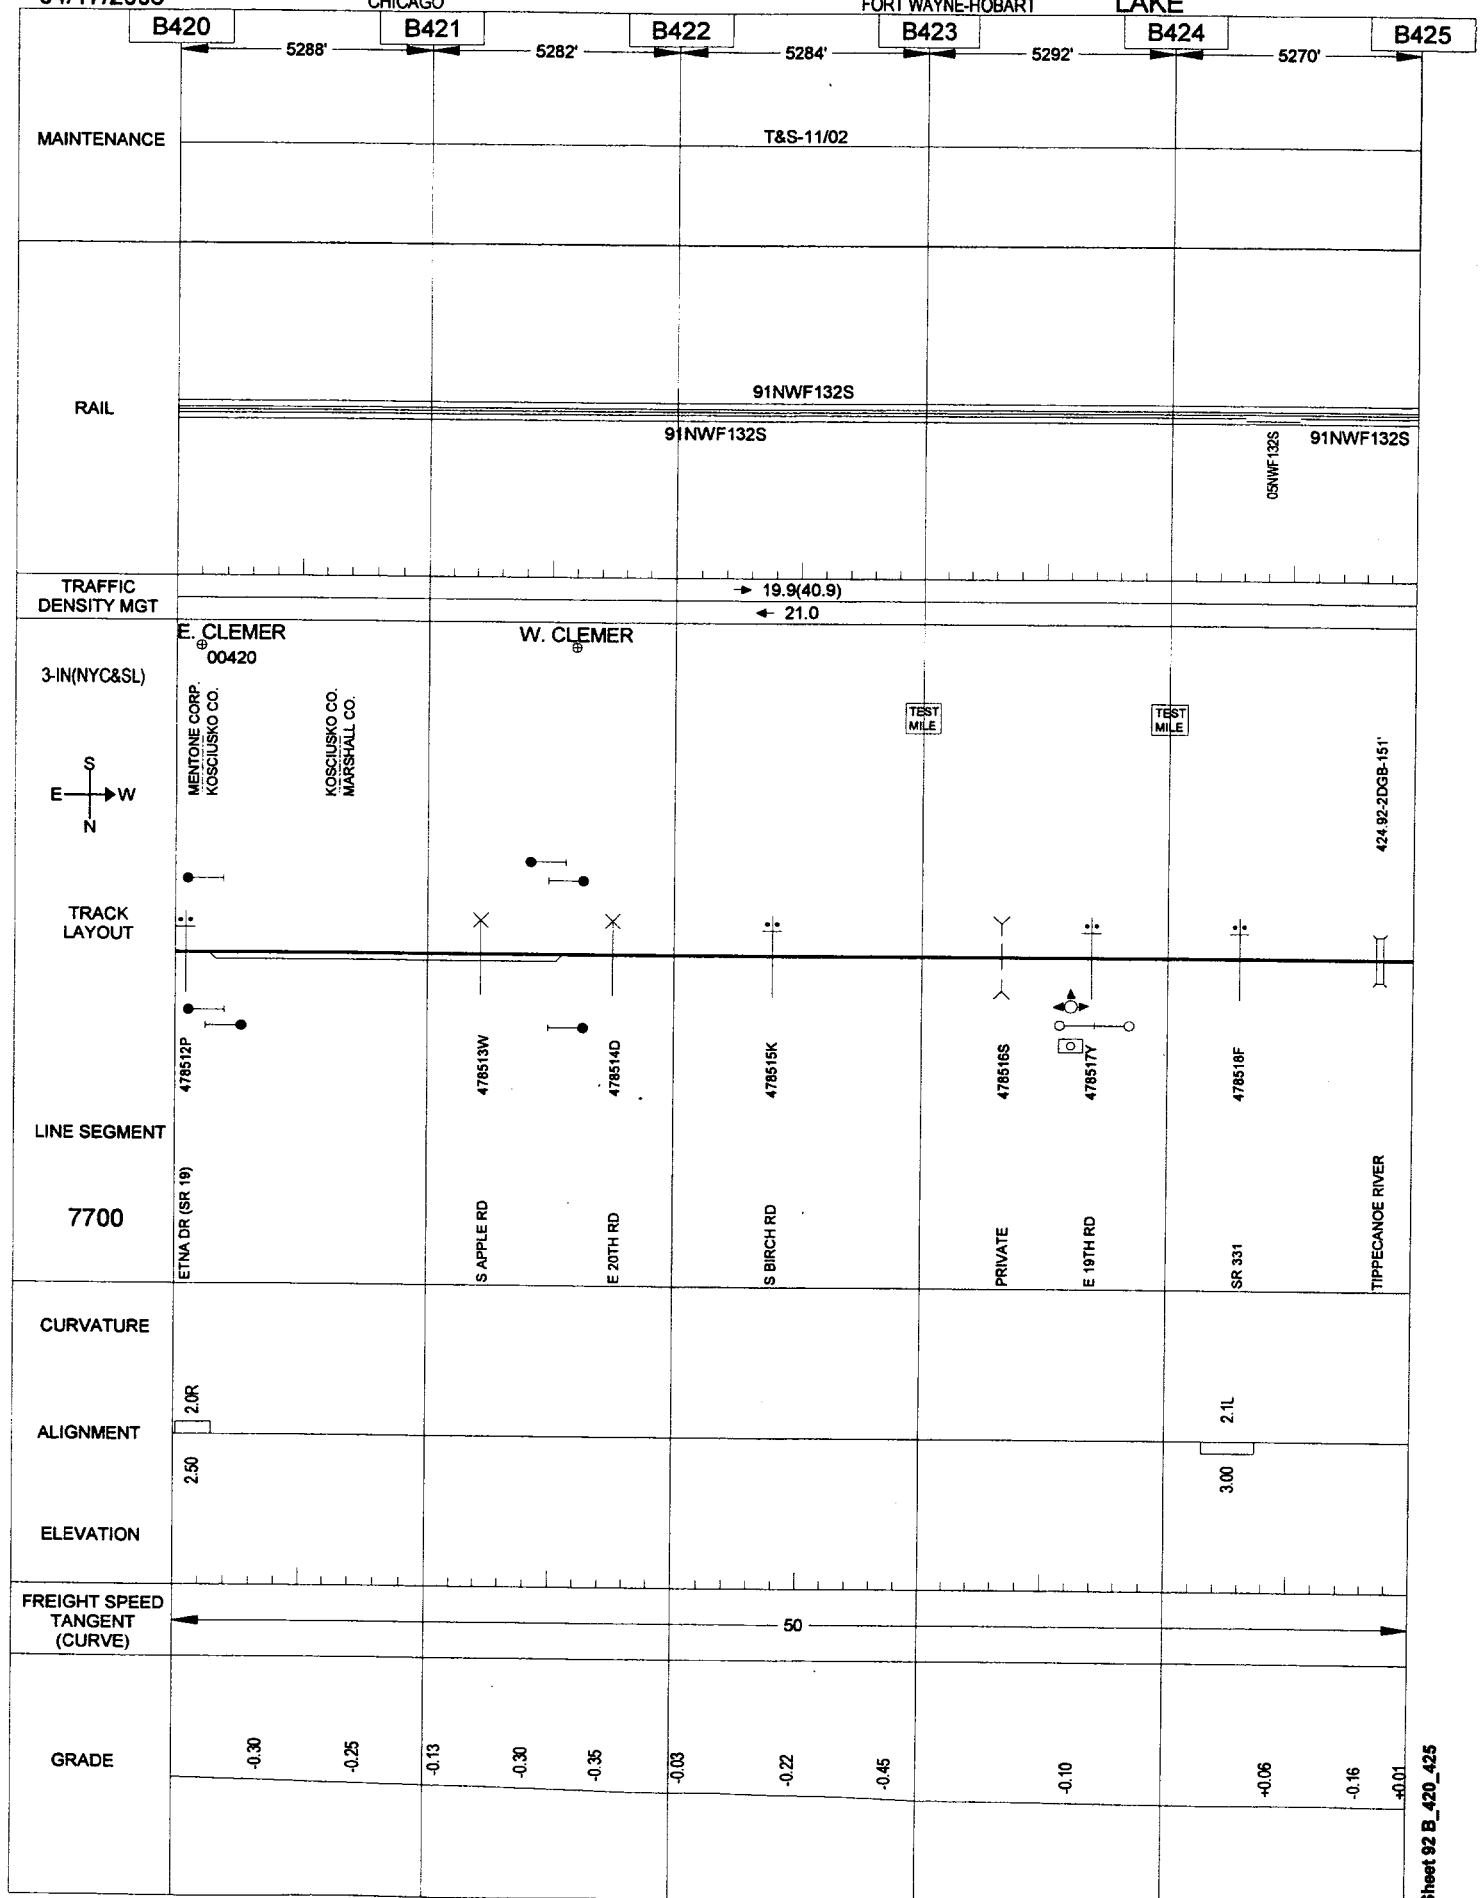 CHICAGO
FORT WAYNE-HOBART
LAKE
B420
B421
B422
B423
B424
B425
5288'
5282'
5284'
5292'
5270'
MAINTENANCE
T&S-11/02
RAIL
91NWF132S
91NWF132S
05NWF132S
91NWF132S
TRAFFIC
DENSITY MGT
19.9(40.9)
21.0
3-IN(NYC&SL)
E. CLEMER
00420
W. CLEMER
MENTONE CORP.
KOSCIUSKO CO.
KOSCIUSKO CO.
MARSHALL CO.
TEST
MILE
TEST
MILE
424.92-2DGB-151'
S
E
W
N
TRACK
LAYOUT
478512P
478513W
478514D
478515K
478516S
478517Y
478518F
LINE SEGMENT
7700
ETNA DR (SR 19)
S APPLE RD
E 20TH RD
S BIRCH RD
PRIVATE
E 19TH RD
SR 331
TIPPECANOE RIVER
CURVATURE
2.0R
2.1L
ALIGNMENT
2.50
3.00
ELEVATION
FREIGHT SPEED
TANGENT
(CURVE)
50
GRADE
-0.30
-0.25
-0.13
-0.30
-0.35
-0.03
-0.22
-0.45
-0.10
+0.06
-0.16
+0.01
Sheet 92 B_420_425